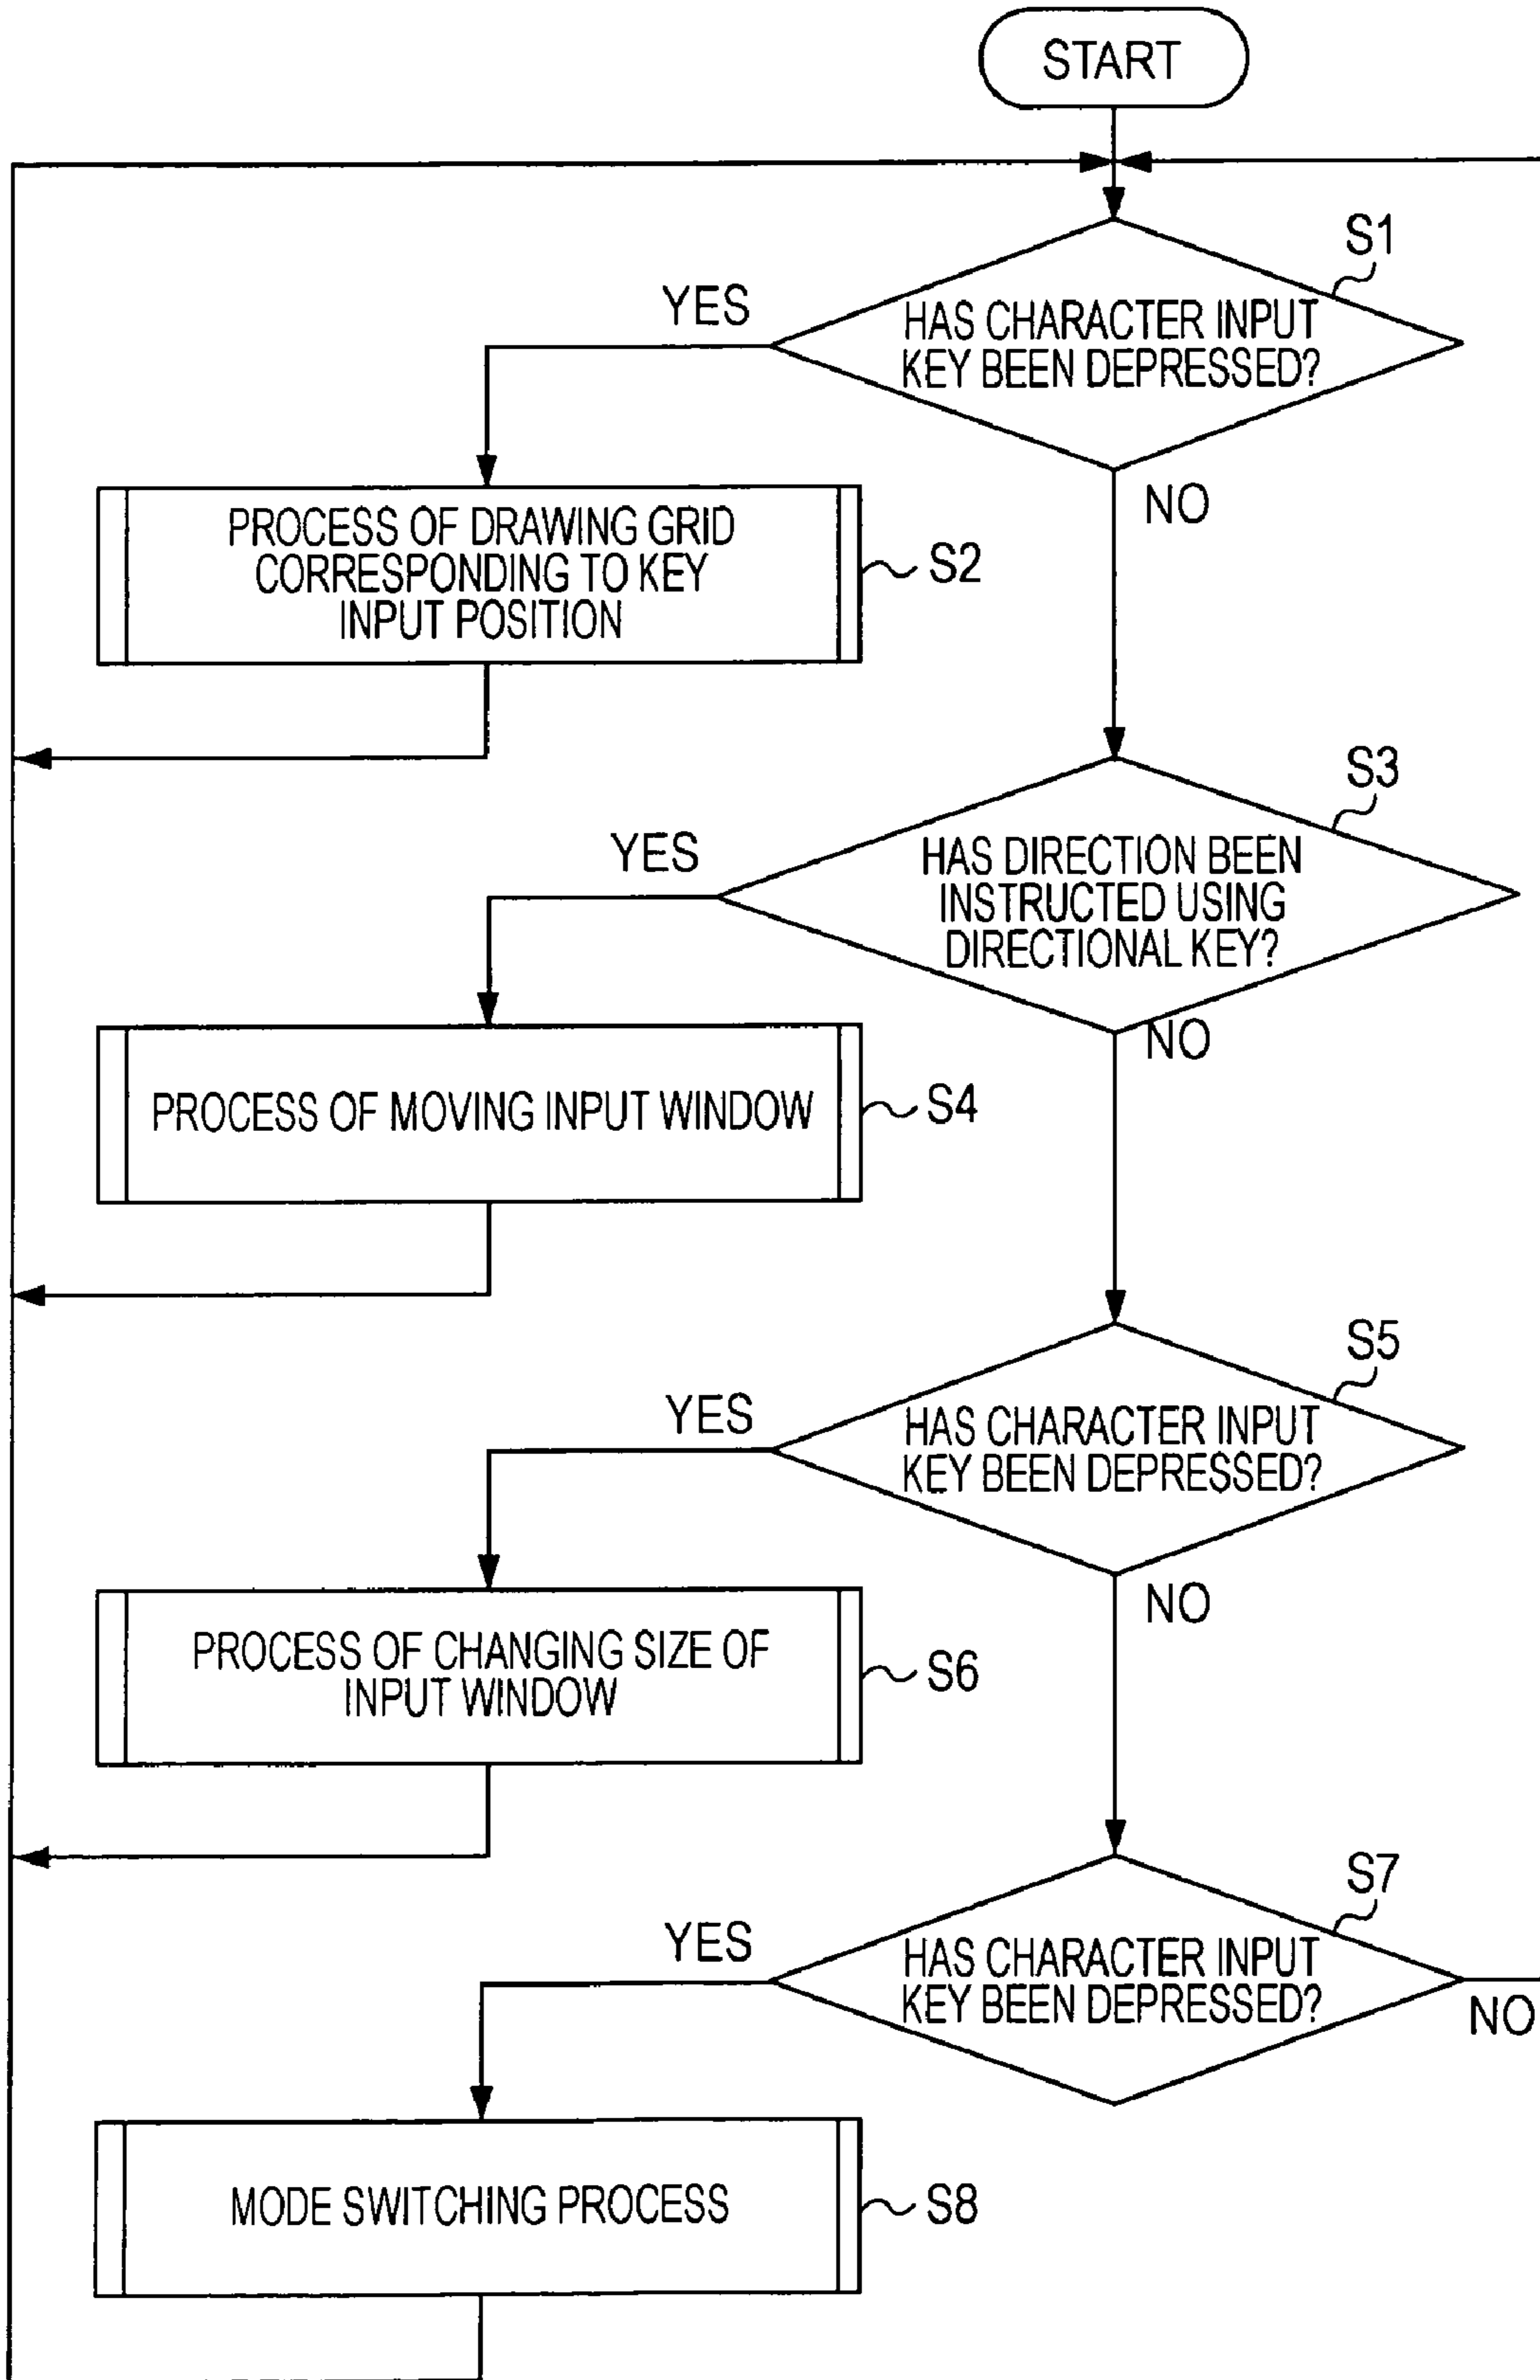 START
S1
YES
HAS CHARACTER INPUT
KEY BEEN DEPRESSED?
NO
PROCESS OF DRAWING GRID
CORRESPONDING TO KEY
INPUT POSITION
S2
S3
YES
HAS DIRECTION BEEN
INSTRUCTED USING
DIRECTIONAL KEY?
NO
PROCESS OF MOVING INPUT WINDOW
S4
S5
YES
HAS CHARACTER INPUT
KEY BEEN DEPRESSED?
NO
PROCESS OF CHANGING SIZE OF
INPUT WINDOW
S6
S7
YES
HAS CHARACTER INPUT
KEY BEEN DEPRESSED?
NO
MODE SWITCHING PROCESS
S8